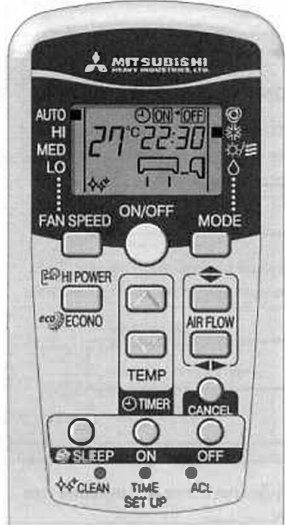 MITSUBISHI
HEAVY INDUSTRIES, LTD.
AUTO
HI
MED
LO
ON OFF
27°C 22:30
FAN SPEED
ON/OFF
MODE
HI POWER
eco ECONO
TEMP
AIR FLOW
TIMER
CANCEL
SLEEP
ON
OFF
CLEAN
TIME
SET UP
ACL